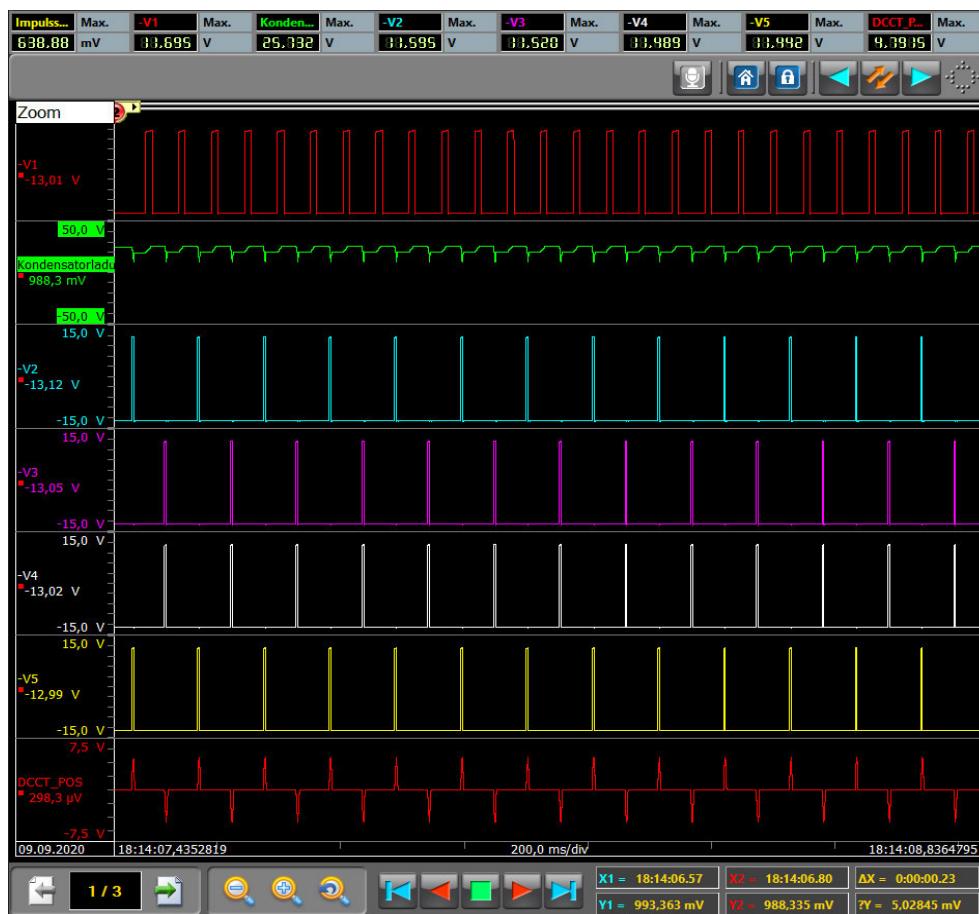 Impulss... Max. -V1 Max. Konden... Max. -V2 Max. -V3 Max. -V4 Max. -V5 Max. DCCT_P... Max.
638.88 mV V V V V V V V
Zoom
2
-V1
-13,01 V
50,0 V
Kondensatorladu
988,3 mV
-50,0 V
15,0 V
-V2
-13,12 V
-15,0 V
15,0 V
-V3
-13,05 V
-15,0 V
15,0 V
-V4
-13,02 V
-15,0 V
15,0 V
-V5
-12,99 V
-15,0 V
7,5 V
DCCT_POS
298,3 µV
-7,5 V
09.09.2020 18:14:07,4352819 200,0 ms/div 18:14:08,8364795
1 / 3
X1 = 18:14:06.57 X2 = 18:14:06.80 ΔX = 0:00:00.23
Y1 = 993,363 mV Y2 = 988,335 mV ?Y = 5,02845 mV